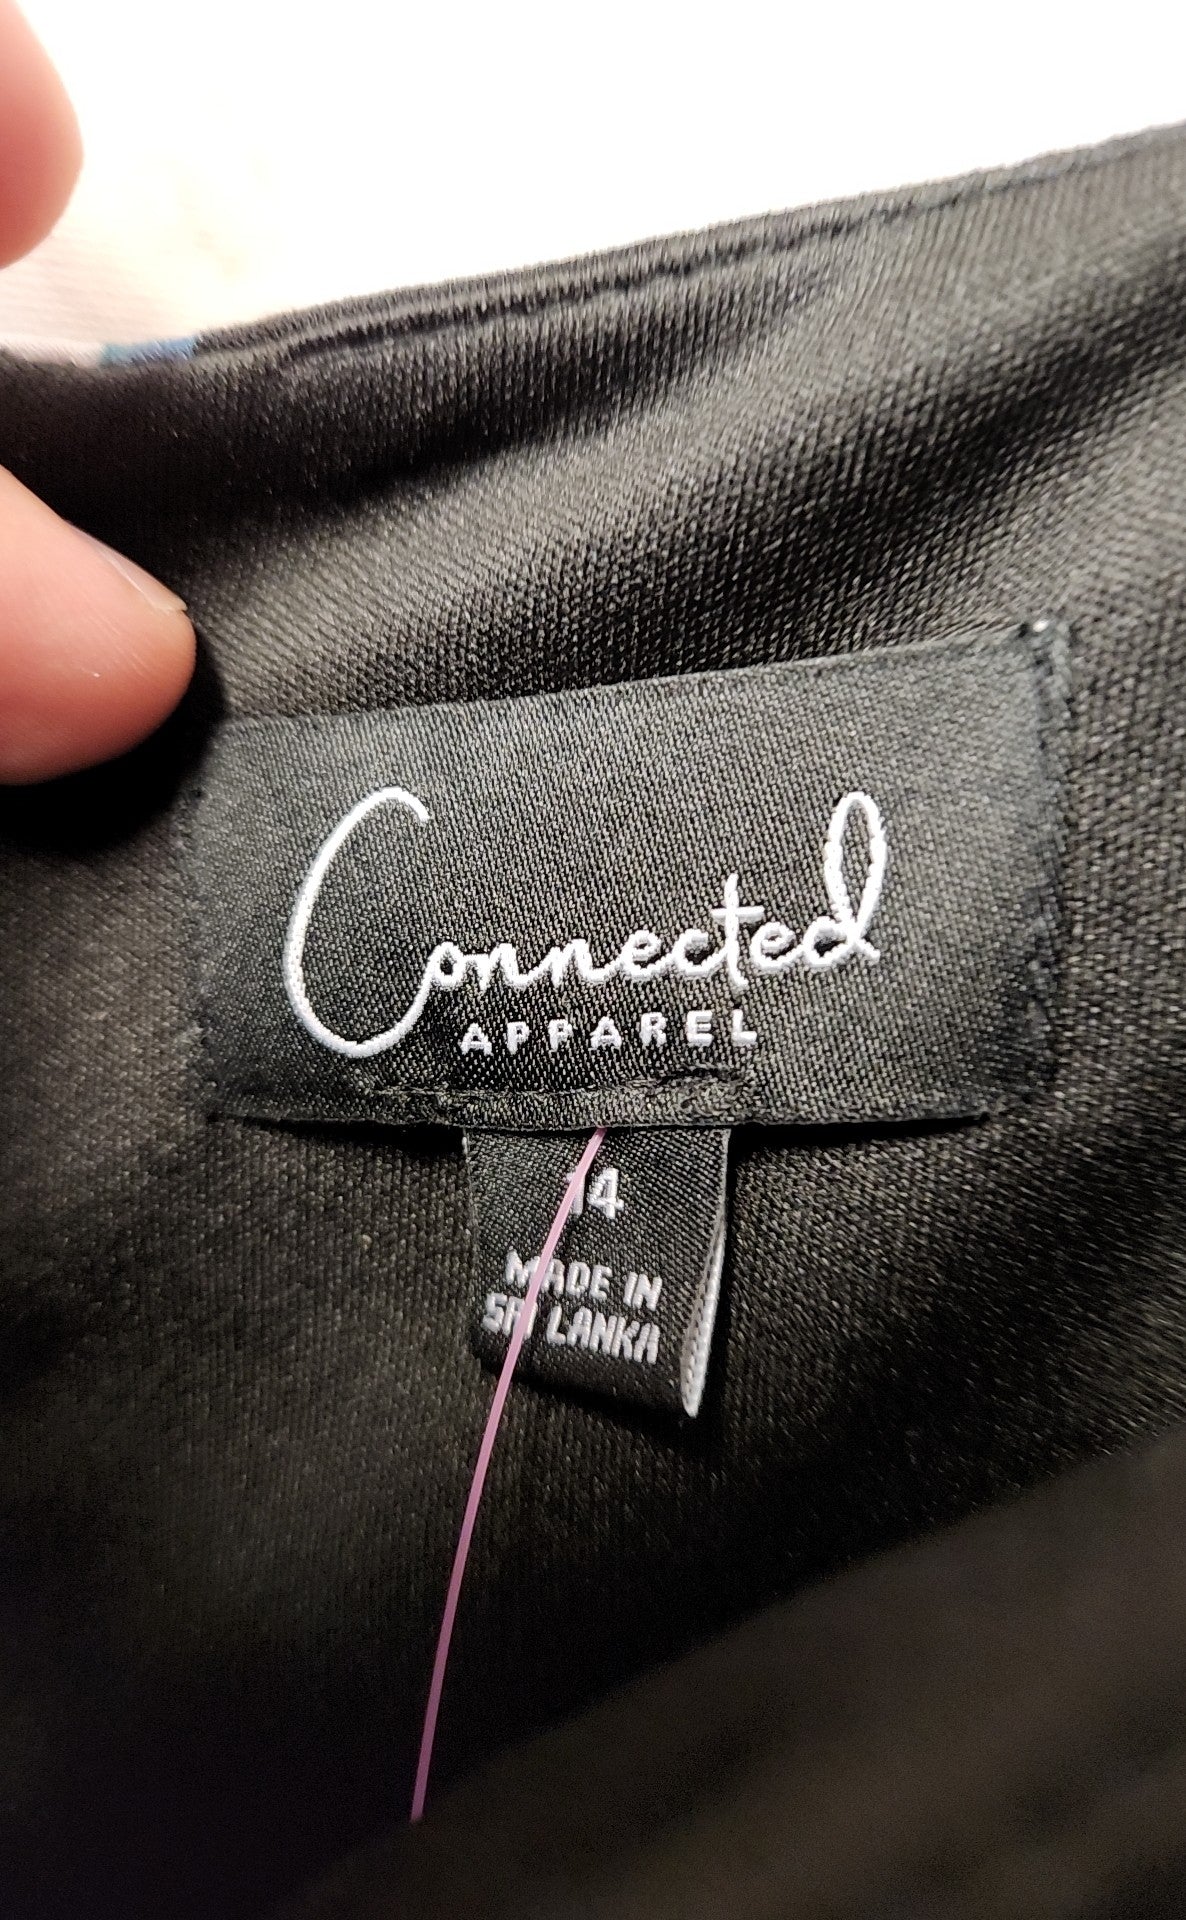 Connected
APPAREL
14
MADE IN
SRI LANKA